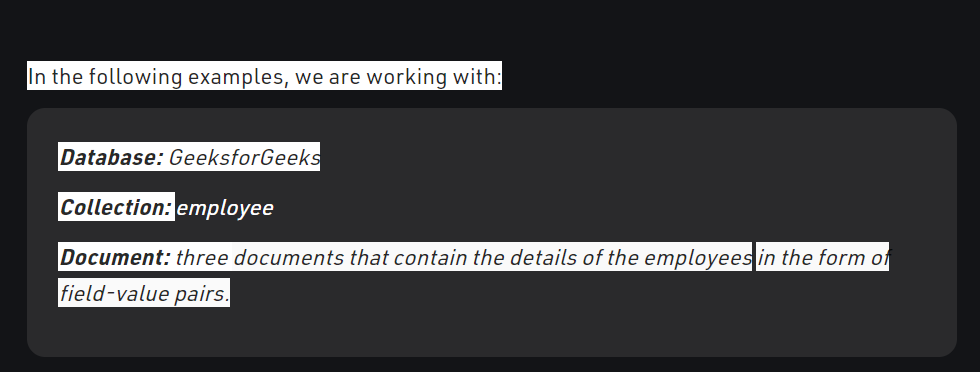 In the following examples, we are working with:
Database: GeeksforGeeks
Collection: employee
Document: three documents that contain the details of the employees in the form of
field-value pairs.